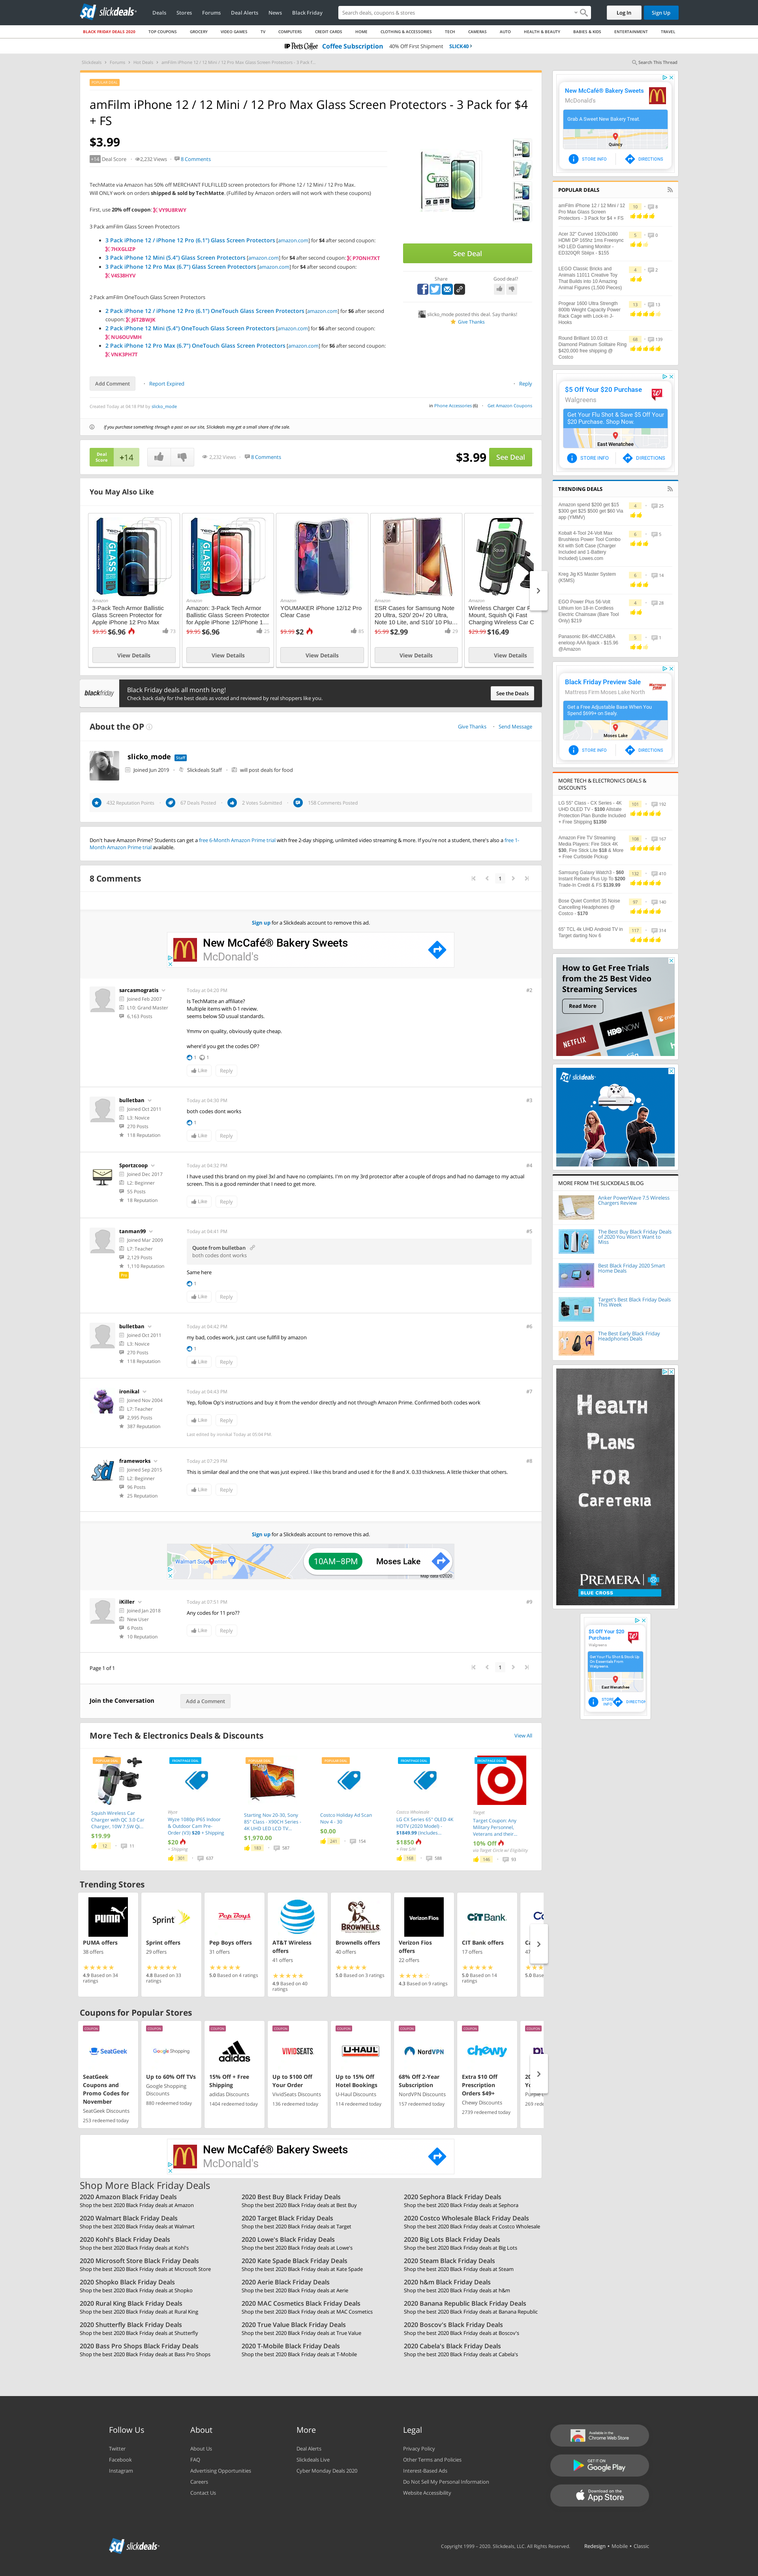 slickdeals
Deals Stores Forums Deal Alerts News Black Friday
Search deals, coupons & stores
Log In Sign Up
BLACK FRIDAY DEALS 2020 TOP COUPONS GROCERY VIDEO GAMES TV COMPUTERS CREDIT CARDS HOME CLOTHING & ACCESSORIES TECH CAMERAS AUTO HEALTH & BEAUTY BABIES & KIDS ENTERTAINMENT TRAVEL
Peet's Coffee Coffee Subscription 40% Off First Shipment SLICK40
Search This Thread
amFilm iPhone 12 / 12 Mini / 12 Pro Max Glass Screen Protectors - 3 Pack for $4 + FS
$3.99
+14 Deal Score 2,232 Views 8 Comments
TechMatte via Amazon has 50% off MERCHANT FULFILLED screen protectors for iPhone 12 / 12 Mini / 12 Pro Max.
Will ONLY work on orders shipped & sold by TechMatte. (Fulfilled by Amazon orders will not work with these coupons)
First, use 20% off coupon: VY9U8RWY
3 Pack amFilm Glass Screen Protectors
3 Pack iPhone 12 / iPhone 12 Pro (6.1") Glass Screen Protectors [amazon.com] for $4 after second coupon:
7HXGLIZP
3 Pack iPhone 12 Mini (5.4") Glass Screen Protectors [amazon.com] for $4 after second coupon: P7DNH7XT
3 Pack iPhone 12 Pro Max (6.7") Glass Screen Protectors [amazon.com] for $4 after second coupon:
V4S38HYV
2 Pack amFilm OneTouch Glass Screen Protectors
2 Pack iPhone 12 / iPhone 12 Pro (6.1") OneTouch Glass Screen Protectors [amazon.com] for $6 after second
coupon: J6T2BWJK
2 Pack iPhone 12 Mini (5.4") OneTouch Glass Screen Protectors [amazon.com] for $6 after second coupon:
NU6OUVMH
2 Pack iPhone 12 Pro Max (6.7") OneTouch Glass Screen Protectors [amazon.com] for $6 after second coupon:
VNK3PH7T
Add Comment Report Expired Reply
Created Today at 04:16 PM by slicko_mode
in Phone Accessories (6) Get Amazon Coupons
If you purchase something through a post on our site, Slickdeals may get a small share of the sale.
See Deal
Share Good deal?
slicko_mode posted this deal. Say thanks!
Give Thanks
Deal Score +14 2,232 Views 8 Comments $3.99 See Deal
You May Also Like
Amazon
3-Pack Tech Armor Ballistic
Glass Screen Protector for
Apple iPhone 12 Pro Max
$9.95 $6.96
View Details
Amazon
Amazon: 3-Pack Tech Armor
Ballistic Glass Screen Protector
for Apple iPhone 12/iPhone 1...
$9.95 $6.96
View Details
Amazon
YOUMAKER iPhone 12/12 Pro
Clear Case
$9.99 $2
View Details
Amazon
ESR Cases for Samsung Note
20 Ultra, S20/ 20+/ 20 Ultra,
Note 10 Lite, and S10/ 10 Plu...
$5.99 $2.99
View Details
Amazon
Wireless Charger Car P
Mount, Squish Qi Fast
Charging Wireless Car C
$29.99 $16.49
View Details
blackfriday
Black Friday deals all month long!
Check back daily for the best deals as voted and reviewed by real shoppers like you.
See the Deals
About the OP
Give Thanks Send Message
slicko_mode Staff
Joined Jun 2019 Slickdeals Staff will post deals for food
432 Reputation Points 67 Deals Posted 2 Votes Submitted 158 Comments Posted
Don't have Amazon Prime? Students can get a free 6-Month Amazon Prime trial with free 2-day shipping, unlimited video streaming & more. If you're not a student, there's also a free 1-
Month Amazon Prime trial available.
8 Comments
1
Sign up for a Slickdeals account to remove this ad.
New McCafé® Bakery Sweets
McDonald's
sarcasmogratis
Joined Feb 2007
L10: Grand Master
6,163 Posts
Today at 04:20 PM #2
Is TechMatte an affiliate?
Multiple items with 0-1 review.
seems below SD usual standards.
Ymmv on quality, obviously quite cheap.
where'd you get the codes OP?
1 1
Like Reply
bulletban
Joined Oct 2011
L3: Novice
270 Posts
118 Reputation
Today at 04:30 PM #3
both codes dont works
1
Like Reply
Sportzcoop
Joined Dec 2017
L2: Beginner
55 Posts
18 Reputation
Today at 04:32 PM #4
I have used this brand on my pixel 3xl and have no complaints. I'm on my 3rd protector after a couple of drops and had no damage to my actual
screen. This is a good reminder that I need to get more.
Like Reply
tanman99
Joined Mar 2009
L7: Teacher
2,129 Posts
1,110 Reputation
Today at 04:41 PM #5
Quote from bulletban
both codes dont works
Same here
1
Like Reply
bulletban
Joined Oct 2011
L3: Novice
270 Posts
118 Reputation
Today at 04:42 PM #6
my bad, codes work, just cant use fullfill by amazon
1
Like Reply
ironikal
Joined Nov 2004
L7: Teacher
2,995 Posts
387 Reputation
Today at 04:43 PM #7
Yep, follow Op's instructions and buy it from the vendor directly and not through Amazon Prime. Confirmed both codes work
Like Reply
Last edited by ironikal Today at 05:04 PM.
frameworks
Joined Sep 2015
L2: Beginner
96 Posts
25 Reputation
Today at 07:29 PM #8
This is similar deal and the one that was just expired. I like this brand and used it for the 8 and X. 0.33 thickness. A little thicker that others.
Like Reply
Sign up for a Slickdeals account to remove this ad.
10AM–8PM Moses Lake
iKiller
Joined Jan 2018
New User
6 Posts
10 Reputation
Today at 07:51 PM #9
Any codes for 11 pro??
Like Reply
Page 1 of 1
1
Join the Conversation Add a Comment
More Tech & Electronics Deals & Discounts View All
Squish Wireless Car
Charger with QC 3.0 Car
Charger, 10W 7.5W Qi...
$19.99
Wyze
Wyze 1080p IP65 Indoor
& Outdoor Cam Pre-
Order (V3) $20 + Shipping
$20
Starting Nov 20-30, Sony
85" Class - X90CH Series -
4K UHD LED LCD TV...
$1,970.00
Costco Holiday Ad Scan
Nov 4 - 30
$0.00
Costco Wholesale
LG CX Series 65" OLED 4K
HDTV (2020 Model) -
$1849.99 (Includes...
$1850
Target
Target Coupon: Any
Military Personnel,
Veterans and their...
10% Off
Trending Stores
PUMA offers
38 offers
4.9 Based on 34 ratings
Sprint offers
29 offers
4.8 Based on 33 ratings
Pep Boys offers
31 offers
5.0 Based on 4 ratings
AT&T Wireless offers
41 offers
4.9 Based on 40 ratings
Brownells offers
40 offers
5.0 Based on 3 ratings
Verizon Fios offers
22 offers
4.3 Based on 9 ratings
CIT Bank offers
17 offers
5.0 Based on 14 ratings
Coupons for Popular Stores
SeatGeek Coupons and Promo Codes for November
SeatGeek Discounts
253 redeemed today
Up to 60% Off TVs
Google Shopping Discounts
880 redeemed today
15% Off + Free Shipping
adidas Discounts
1404 redeemed today
Up to $100 Off Your Order
VividSeats Discounts
136 redeemed today
Up to 15% Off Hotel Bookings
U-Haul Discounts
114 redeemed today
68% Off 2-Year Subscription
NordVPN Discounts
157 redeemed today
Extra $10 Off Prescription Orders $49+
Chewy Discounts
2739 redeemed today
New McCafé® Bakery Sweets
McDonald's
Shop More Black Friday Deals
2020 Amazon Black Friday Deals
Shop the best 2020 Black Friday deals at Amazon
2020 Best Buy Black Friday Deals
Shop the best 2020 Black Friday deals at Best Buy
2020 Sephora Black Friday Deals
Shop the best 2020 Black Friday deals at Sephora
2020 Walmart Black Friday Deals
Shop the best 2020 Black Friday deals at Walmart
2020 Target Black Friday Deals
Shop the best 2020 Black Friday deals at Target
2020 Costco Wholesale Black Friday Deals
Shop the best 2020 Black Friday deals at Costco Wholesale
2020 Kohl's Black Friday Deals
Shop the best 2020 Black Friday deals at Kohl's
2020 Lowe's Black Friday Deals
Shop the best 2020 Black Friday deals at Lowe's
2020 Big Lots Black Friday Deals
Shop the best 2020 Black Friday deals at Big Lots
2020 Microsoft Store Black Friday Deals
Shop the best 2020 Black Friday deals at Microsoft Store
2020 Kate Spade Black Friday Deals
Shop the best 2020 Black Friday deals at Kate Spade
2020 Steam Black Friday Deals
Shop the best 2020 Black Friday deals at Steam
2020 Shopko Black Friday Deals
Shop the best 2020 Black Friday deals at Shopko
2020 Aerie Black Friday Deals
Shop the best 2020 Black Friday deals at Aerie
2020 h&m Black Friday Deals
Shop the best 2020 Black Friday deals at h&m
2020 Rural King Black Friday Deals
Shop the best 2020 Black Friday deals at Rural King
2020 MAC Cosmetics Black Friday Deals
Shop the best 2020 Black Friday deals at MAC Cosmetics
2020 Banana Republic Black Friday Deals
Shop the best 2020 Black Friday deals at Banana Republic
2020 Shutterfly Black Friday Deals
Shop the best 2020 Black Friday deals at Shutterfly
2020 True Value Black Friday Deals
Shop the best 2020 Black Friday deals at True Value
2020 Boscov's Black Friday Deals
Shop the best 2020 Black Friday deals at Boscov's
2020 Bass Pro Shops Black Friday Deals
Shop the best 2020 Black Friday deals at Bass Pro Shops
2020 T-Mobile Black Friday Deals
Shop the best 2020 Black Friday deals at T-Mobile
2020 Cabela's Black Friday Deals
Shop the best 2020 Black Friday deals at Cabela's
New McCafé® Bakery Sweets
McDonald's
Grab A Sweet New Bakery Treat.
Quincy
STORE INFO DIRECTIONS
POPULAR DEALS
amFilm iPhone 12 / 12 Mini / 12
Pro Max Glass Screen
Protectors - 3 Pack for $4 + FS
Acer 32" Curved 1920x1080
HDMI DP 165hz 1ms Freesync
HD LED Gaming Monitor -
ED320QR Sbiipx - $155
LEGO Classic Bricks and
Animals 11011 Creative Toy
That Builds into 10 Amazing
Animal Figures (1,500 Pieces)
Progear 1600 Ultra Strength
800lb Weight Capacity Power
Rack Cage with Lock-in J-
Hooks
Round Brilliant 10.03 ct
Diamond Platinum Solitaire Ring
$420,000 free shipping @
Costco
$5 Off Your $20 Purchase
Walgreens
Get Your Flu Shot & Save $5 Off Your
$20 Purchase. Shop Now.
East Wenatchee
STORE INFO DIRECTIONS
TRENDING DEALS
Amazon spend $200 get $15
$300 get $25 $500 get $60 Via
app (YMMV)
Kobalt 4-Tool 24-Volt Max
Brushless Power Tool Combo
Kit with Soft Case (Charger
Included and 1-Battery
Included) Lowes.com
Kreg Jig K5 Master System
[KMS]
EGO Power Plus 56-Volt
Lithium Ion 18-in Cordless
Electric Chainsaw (Bare Tool
Only) $219
Panasonic BK-4MCCA8BA
eneloop AAA 8pack - $15.96
@Amazon
Black Friday Preview Sale
Mattress Firm Moses Lake North
Get a Free Adjustable Base When You
Spend $699+ on Sealy
Moses Lake
STORE INFO DIRECTIONS
MORE TECH & ELECTRONICS DEALS &
DISCOUNTS
LG 55" Class - CX Series - 4K
UHD OLED TV - $100 Allstate
Protection Plan Bundle Included
+ Free Shipping $1350
Amazon Fire TV Streaming
Media Players: Fire Stick 4K
$30, Fire Stick Lite $18 & More
+ Free Curbside Pickup
Samsung Galaxy Watch3 - $60
Instant Rebate Plus Up To $200
Trade-in Credit & FS $139.99
Bose Quiet Comfort 35 Noise
Cancelling Headphones @
Costco - $170
65" TCL 4k UHD Android TV in
Target darting Nov 6
How to Get Free Trials
from the 25 Best Video
Streaming Services
Read More
NETFLIX HBO NOW
slickdeals
MORE FROM THE SLICKDEALS BLOG
Anker PowerWave 7.5 Wireless
Chargers Review
The Best Buy Black Friday Deals
of 2020 You Won't Want to
Miss
Best Black Friday 2020 Smart
Home Deals
Target's Best Black Friday Deals
This Week
The Best Early Black Friday
Headphones Deals
Health
Plans
for
Cafeteria
PREMERA
BLUE CROSS
$5 Off Your $20
Purchase
Walgreens
East Wenatchee
Follow Us
Twitter
Facebook
Instagram
About
About Us
FAQ
Advertising Opportunities
Careers
Contact Us
More
Deal Alerts
Slickdeals Live
Cyber Monday Deals 2020
Legal
Privacy Policy
Other Terms and Policies
Interest-Based Ads
Do Not Sell My Personal Information
Website Accessibility
Available in the Chrome Web Store
GET IT ON Google Play
Download on the App Store
slickdeals
Copyright 1999 - 2020. Slickdeals, LLC. All Rights Reserved. Redesign • Mobile • Classic